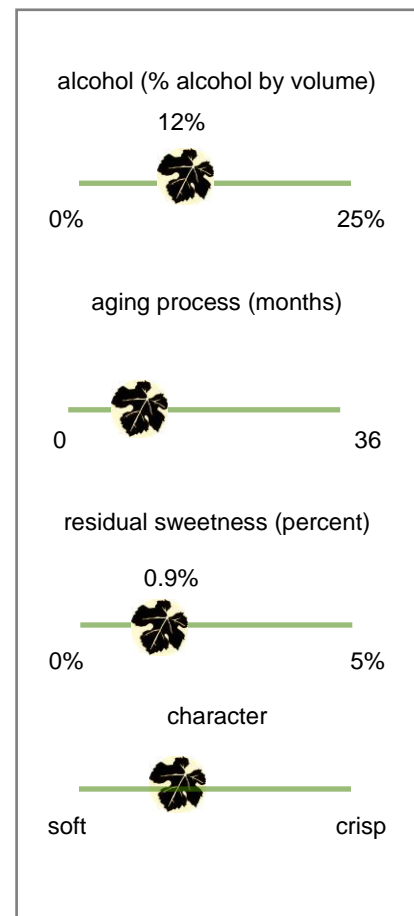 alcohol (% alcohol by volume)
12%
0% 25%
aging process (months)
0 36
residual sweetness (percent)
0.9%
0% 5%
character
soft crisp